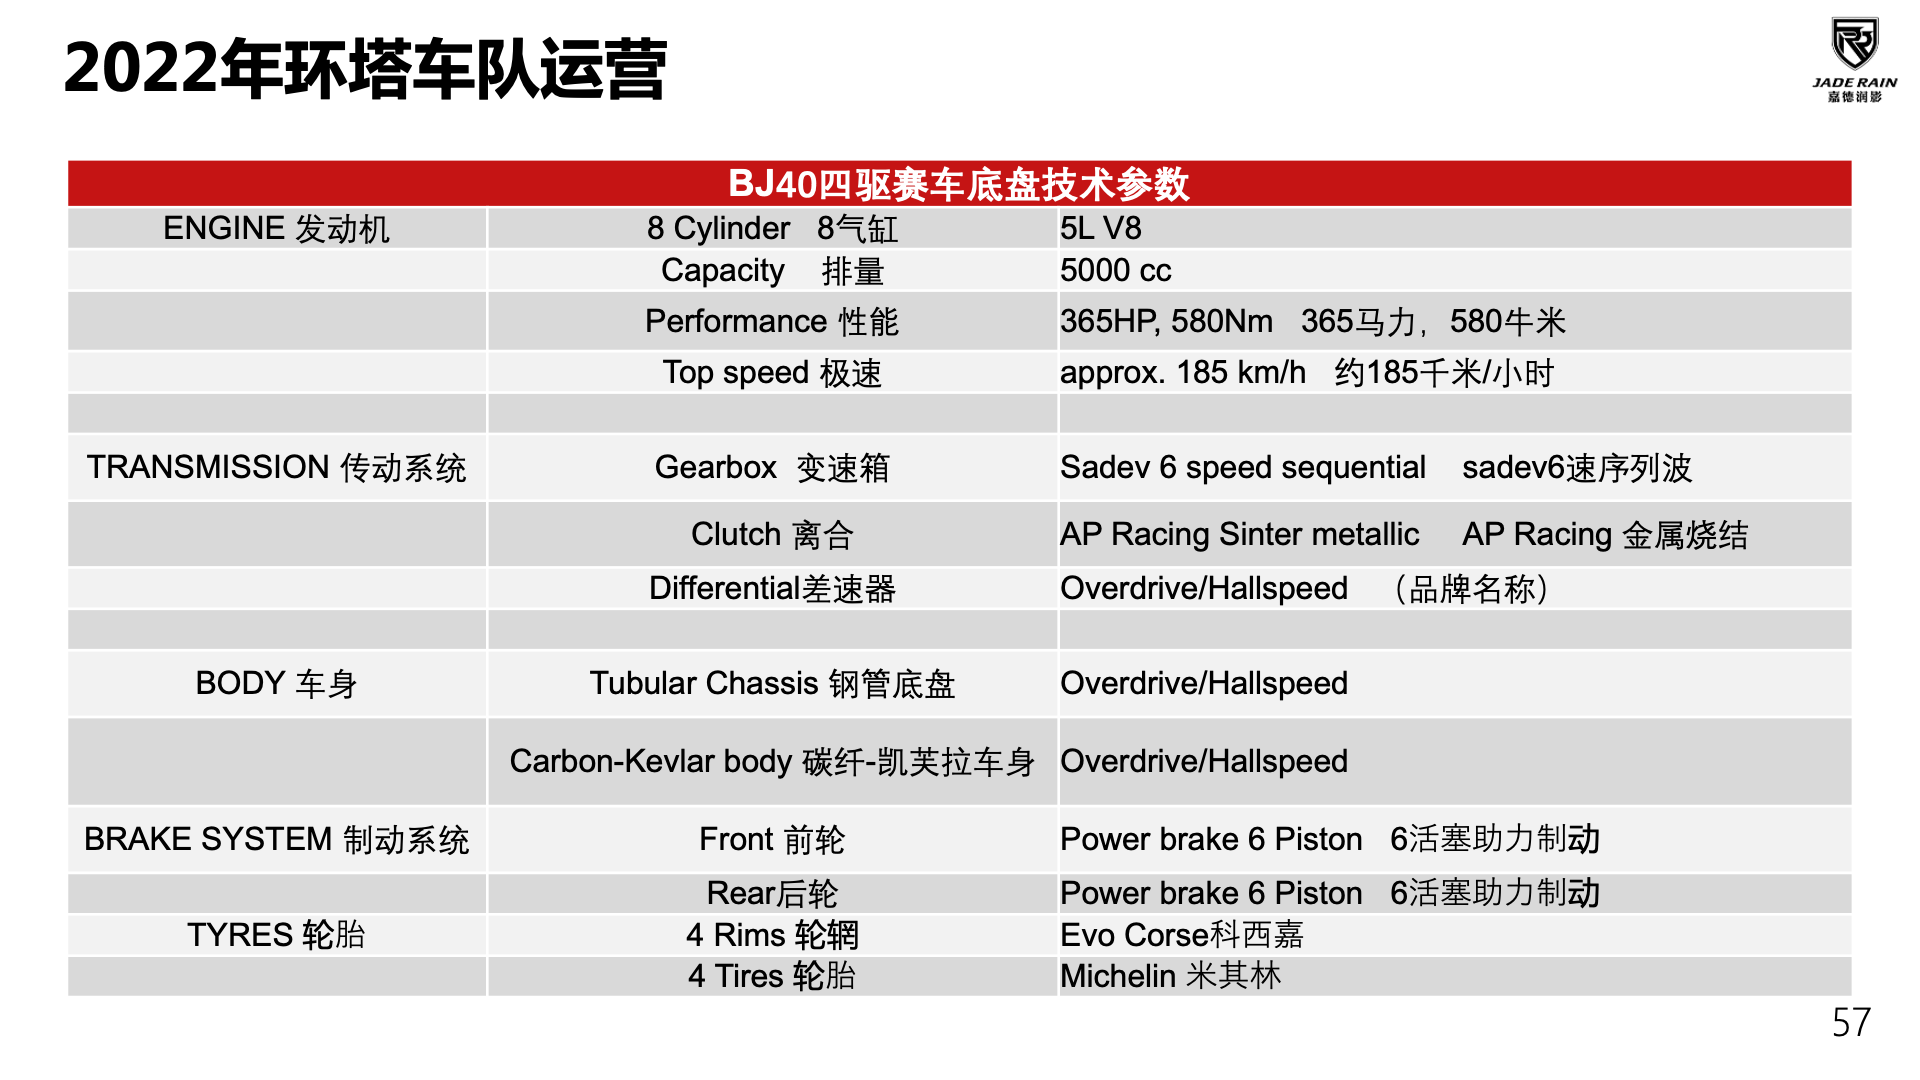 2022年环塔车队运营
JADE RAIN
嘉德润影
BJ40四驱赛车底盘技术参数
ENGINE 发动机 8 Cylinder 8气缸 5L V8
Capacity 排量 5000 cc
Performance 性能 365HP, 580Nm 365马力，580牛米
Top speed 极速 approx. 185 km/h 约185千米/小时
TRANSMISSION 传动系统 Gearbox 变速箱 Sadev 6 speed sequential sadev6速序列波
Clutch 离合 AP Racing Sinter metallic AP Racing 金属烧结
Differential差速器 Overdrive/Hallspeed （品牌名称）
BODY 车身 Tubular Chassis 钢管底盘 Overdrive/Hallspeed
Carbon-Kevlar body 碳纤-凯芙拉车身 Overdrive/Hallspeed
BRAKE SYSTEM 制动系统 Front 前轮 Power brake 6 Piston 6活塞助力制动
Rear后轮 Power brake 6 Piston 6活塞助力制动
TYRES 轮胎 4 Rims 轮辋 Evo Corse科西嘉
4 Tires 轮胎 Michelin 米其林
57